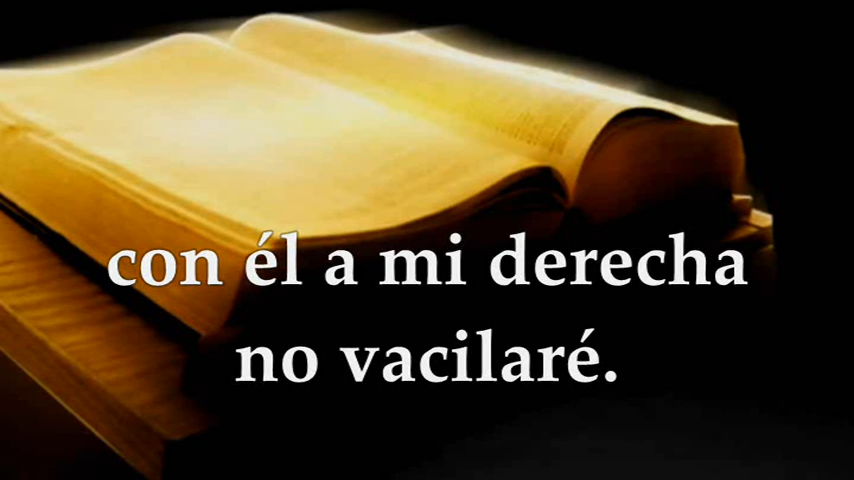 con él a mi derecha
no vacilaré.